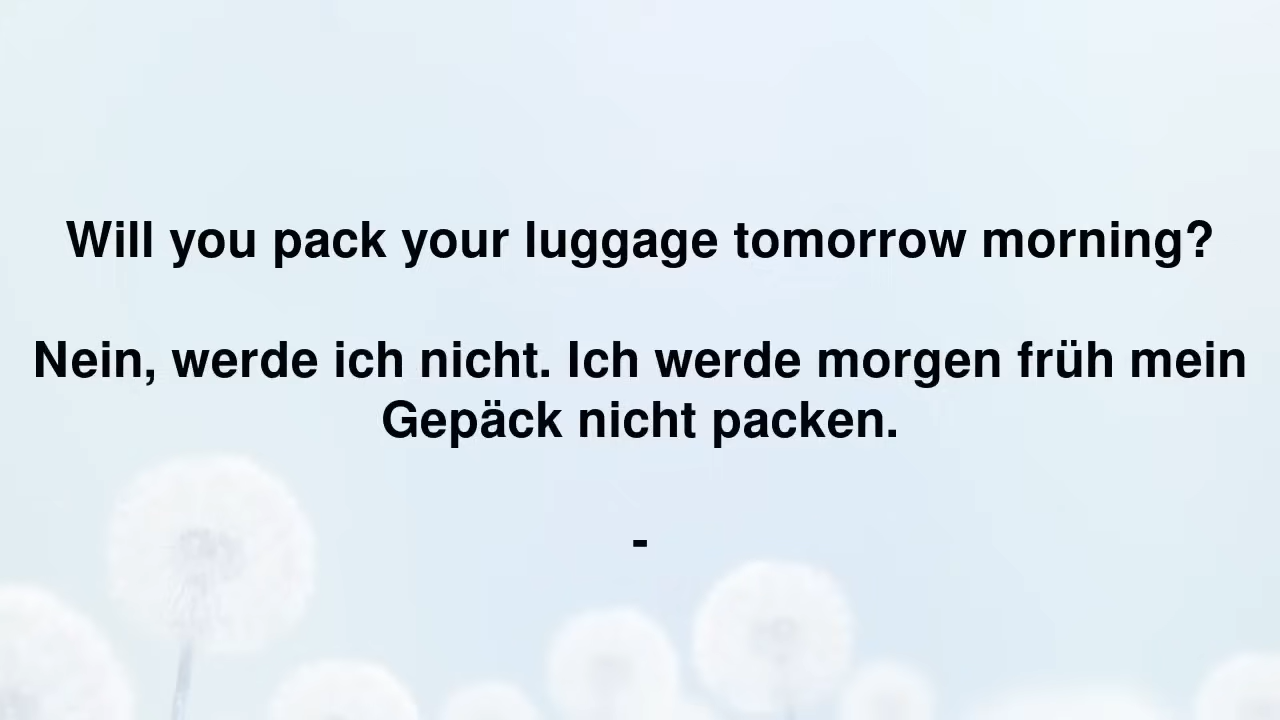 Will you pack your luggage tomorrow morning?
Nein, werde ich nicht. Ich werde morgen früh mein
Gepäck nicht packen.
-